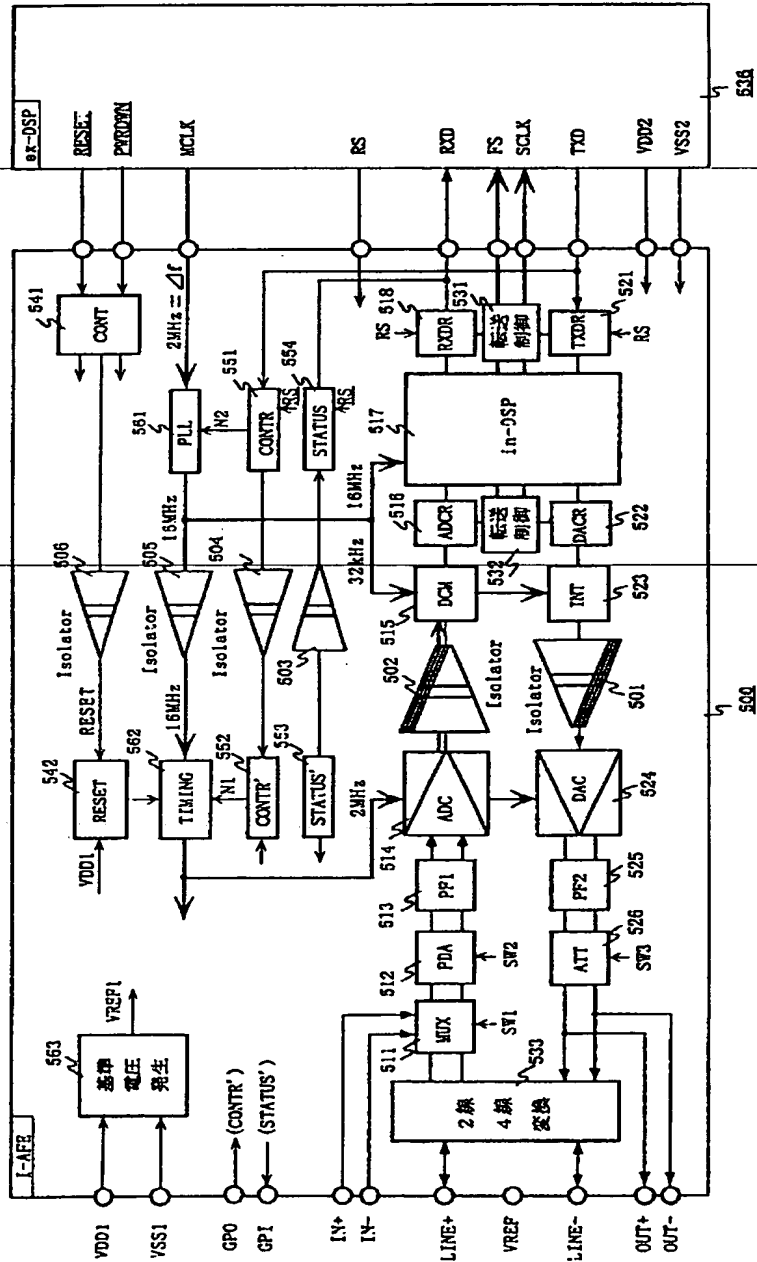 I-AFE
ex-DSP
VDD1
VSS1
GPO
GPI
IN+
IN-
LINE+
VREF
LINE-
OUT+
OUT-
563
基準
電圧
発生
VREF1
(CONTR')
(STATUS')
542
RESET
VDD1
RESET
Isolator
506
541
CONT
RESET
PWRDWN
562
TIMING
16MHz
Isolator
505
16MHz
561
PLL
2MHz=Δf
MCLK
N1
N2
552
CONTR'
Isolator
504
551
CONTR
RS
553
STATUS'
503
554
STATUS
RS
RS
2MHz
32kHz
16MHz
533
2線
4線
変換
511
MUX
SW1
512
PDA
SW2
513
PF1
514
ADC
502
Isolator
515
DCM
516
ADCR
517
In-DSP
518
RXDR
RS
RXD
532
転送
制御
531
転送
制御
FS
SCLK
526
ATT
SW3
525
PF2
524
DAC
Isolator
501
523
INT
522
DACR
521
TXDR
RS
TXD
VDD2
VSS2
500
536